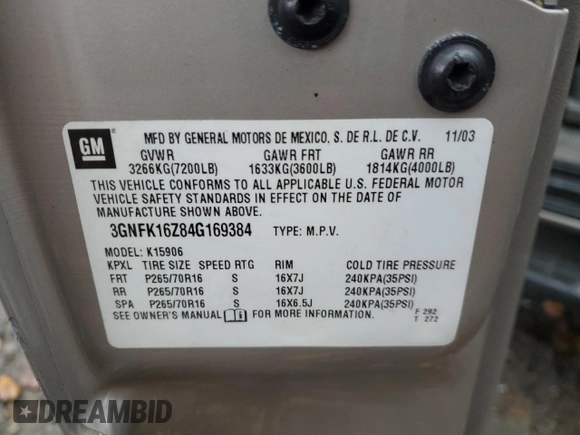 GM
MFD BY GENERAL MOTORS DE MEXICO, S. DE R.L. DE C.V. 11/03
GVWR GAWR FRT GAWR RR
3266KG(7200LB) 1633KG(3600LB) 1814KG(4000LB)
THIS VEHICLE CONFORMS TO ALL APPLICABLE U.S. FEDERAL MOTOR
VEHICLE SAFETY STANDARDS IN EFFECT ON THE DATE OF
MANUFACTURE SHOWN ABOVE.
3GNFK16Z84G169384 TYPE: M.P.V.
MODEL: K15906
KPXL TIRE SIZE SPEED RTG RIM COLD TIRE PRESSURE
FRT P265/70R16 S 16X7J 240KPA(35PSI)
RR P265/70R16 S 16X7J 240KPA(35PSI)
SPA P265/70R16 S 16X6.5J 240KPA(35PSI)
SEE OWNER'S MANUAL FOR MORE INFORMATION. F 292
T 272
DREAMBID